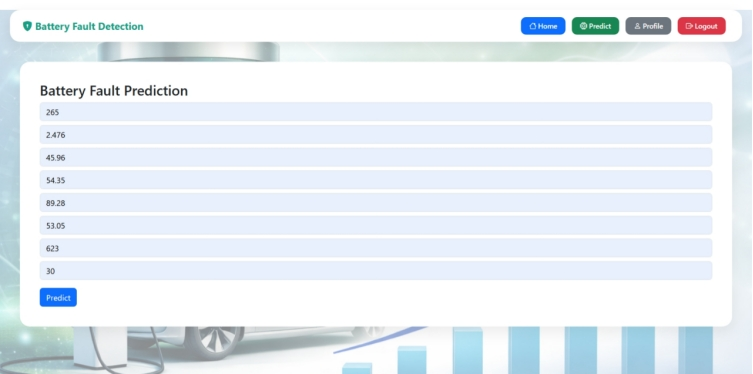 Battery Fault Detection
Home Predict Profile Logout
Battery Fault Prediction
265
2.476
45.96
54.35
89.28
53.05
623
30
Predict